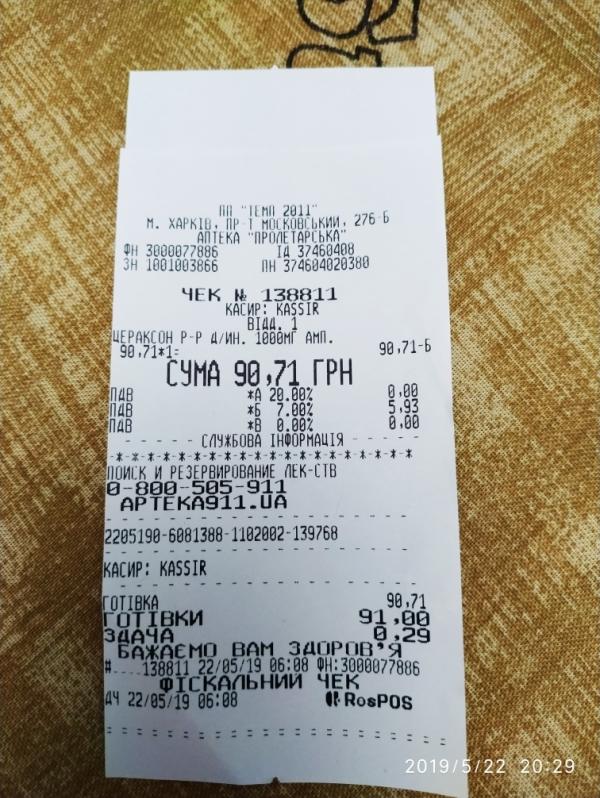 ПП "ТЕМП 2011"
М. ХАРКІВ, ПР-Т МОСКОВСЬКИЙ, 276-Б
АПТЕКА "ПРОЛЕТАРСЬКА"
ФН 3000077886 ІД 37460408
ЗН 1001003866 ПН 374604020380
ЧЕК № 138811
КАСИР: KASSIR
ВІДД. 1
ЦЕРАКСОН Р-Р Д/ИН. 1000МГ АМП.
90,71*1= 90,71-Б
СУМА 90,71 ГРН
ПДВ *А 20.00% 0,00
ПДВ *Б 7.00% 5,93
ПДВ *В 0.00% 0,00
- - - - - - СЛУЖБОВА ІНФОРМАЦІЯ - - - - -
-*-*-*-*-*-*-*-*-*-*-*-*-*-*-*-*-*-*-*
ПОИСК И РЕЗЕРВИРОВАНИЕ ЛЕК-СТВ
0-800-505-911
APTEKA911.UA
2205190-6081388-1102002-139768
КАСИР: KASSIR
ГОТІВКА 90,71
ГОТІВКИ 91,00
ЗДАЧА 0,29
БАЖАЄМО ВАМ ЗДОРОВ'Я
#....138811 22/05/19 06:08 ФН:3000077886
ФІСКАЛЬНИЙ ЧЕК
ДЧ 22/05/19 06:08 RosPOS
2019/5/22 20:29